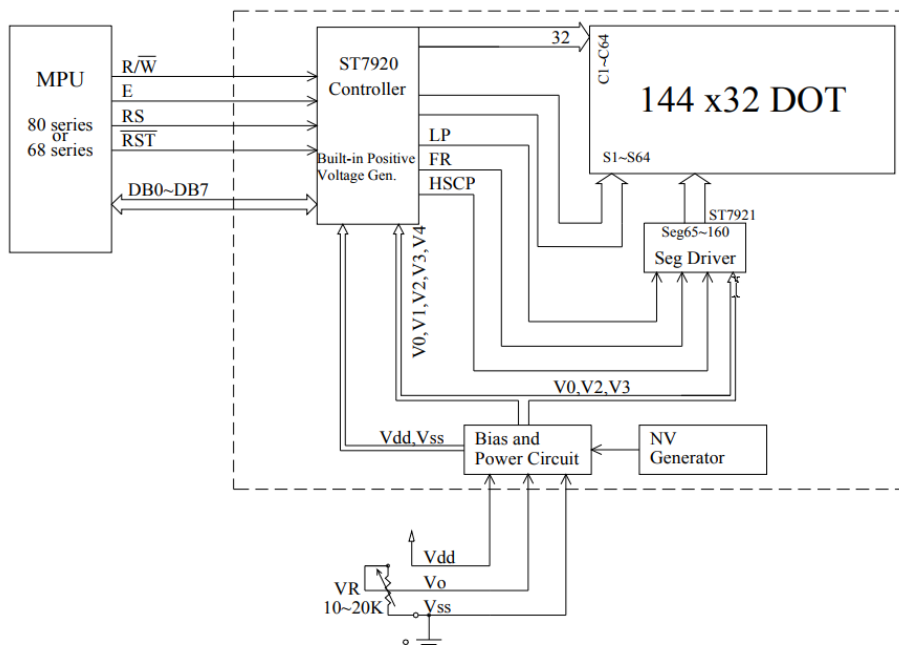 MPU
80 series
or
68 series
R/W̅
E
RS
R̅S̅T̅
DB0~DB7
ST7920
Controller
Built-in Positive
Voltage Gen.
32
C1~C64
144 x32 DOT
S1~S64
LP
FR
HSCP
ST7921
Seg65~160
Seg Driver
V0,V1,V2,V3,V4
V0,V2,V3
Vdd,Vss
Bias and
Power Circuit
NV
Generator
Vdd
Vo
Vss
VR
10~20K